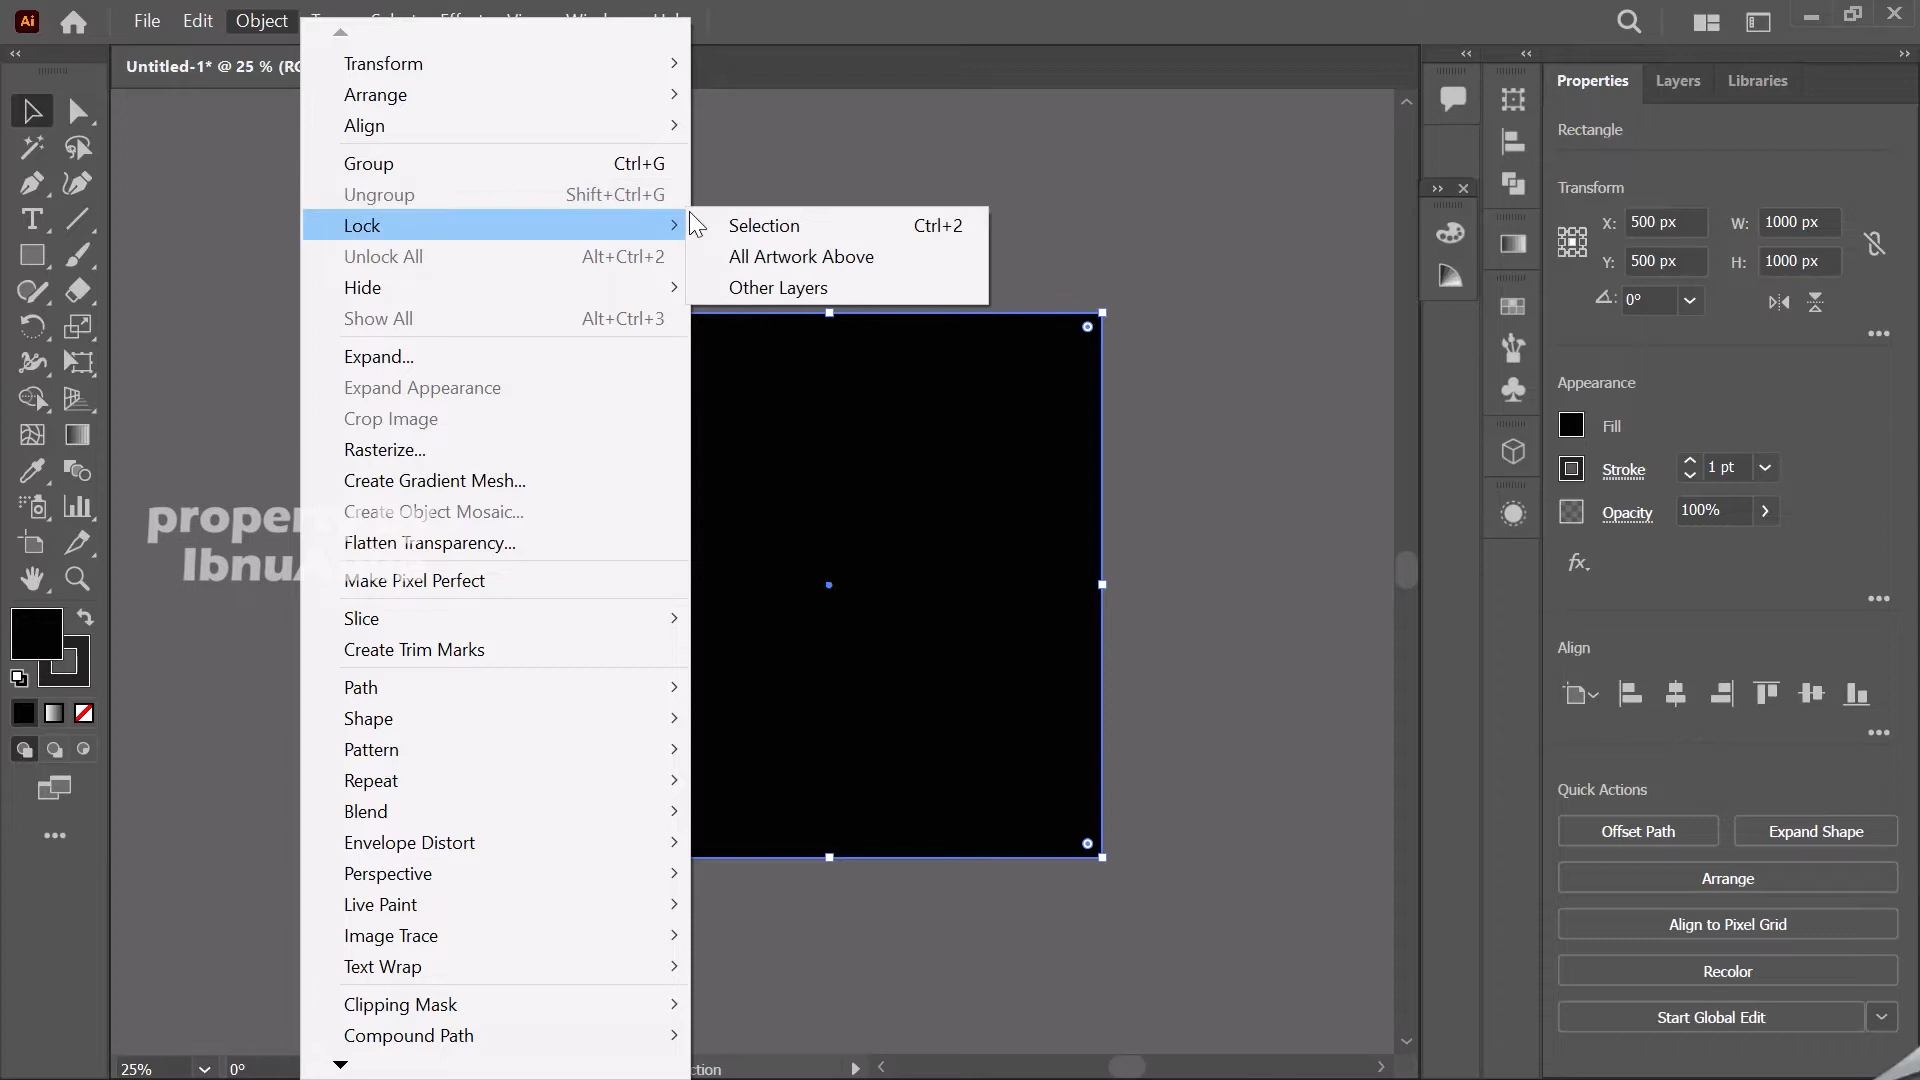 Ai
File
Edit
Object
Untitled-1* @ 25 % (RG
Transform
Arrange
Align
Group Ctrl+G
Ungroup Shift+Ctrl+G
Lock
Unlock All Alt+Ctrl+2
Hide
Show All Alt+Ctrl+3
Expand...
Expand Appearance
Crop Image
Rasterize...
Create Gradient Mesh...
Create Object Mosaic...
Flatten Transparency...
Make Pixel Perfect
Slice
Create Trim Marks
Path
Shape
Pattern
Repeat
Blend
Envelope Distort
Perspective
Live Paint
Image Trace
Text Wrap
Clipping Mask
Compound Path
Selection Ctrl+2
All Artwork Above
Other Layers
25%
0°
ction
Properties
Layers
Libraries
Rectangle
Transform
X: 500 px W: 1000 px
Y: 500 px H: 1000 px
0°
Appearance
Fill
Stroke 1 pt
Opacity 100%
fx.
Align
Quick Actions
Offset Path
Expand Shape
Arrange
Align to Pixel Grid
Recolor
Start Global Edit